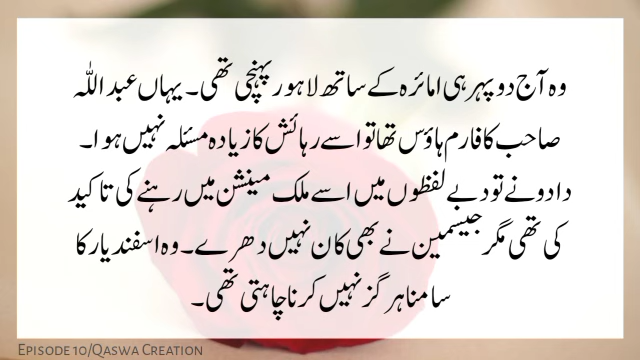 وہ آج دوپہر ہی امائرہ کے ساتھ لاہور پہنچی تھی۔ یہاں عبداللہ
صاحب کا فارم ہاؤس تھا تو اسے رہائش کا زیادہ مسئلہ نہیں ہوا۔
دادو نے تو دبے لفظوں میں اسے ملک مینشن میں رہنے کی تاکید
کی تھی مگر جیسمین نے بھی کان نہیں دھرے۔ وہ اسفندیار کا
سامنا ہرگز نہیں کرنا چاہتی تھی۔
Episode 10/Qaswa Creation